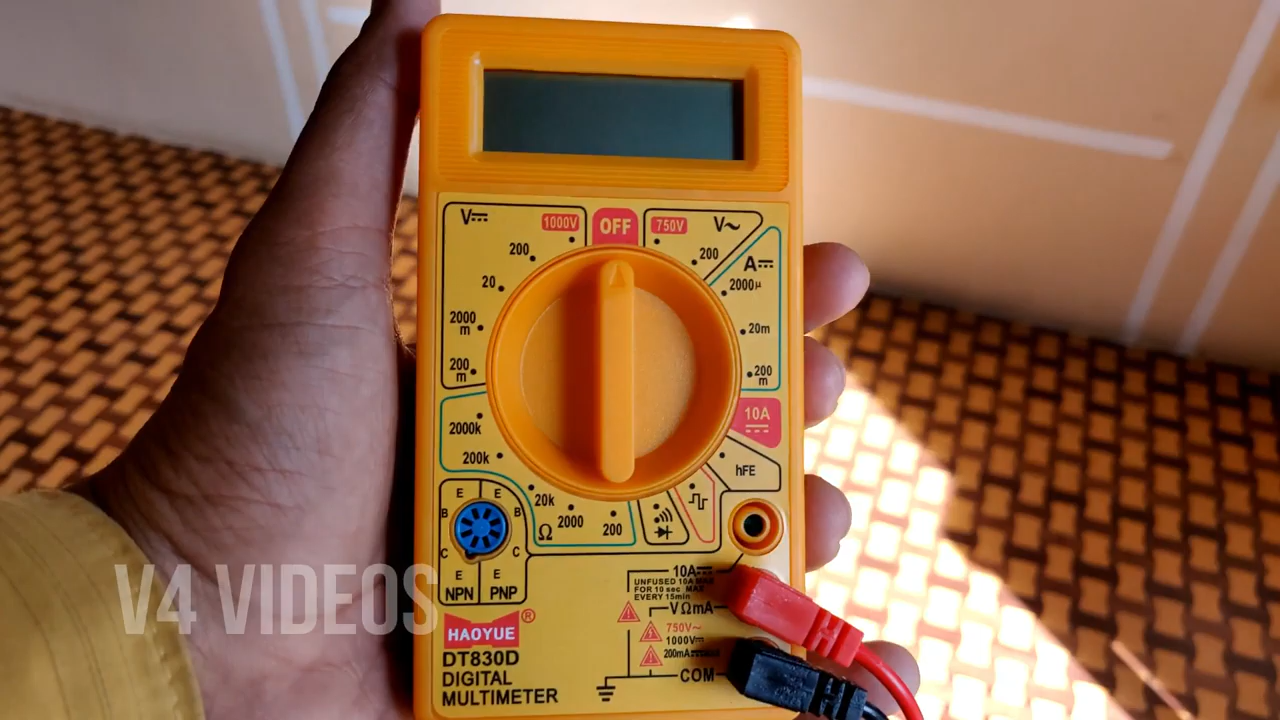 V⎓ 1000V OFF 750V V~
200 200
A⎓
20 2000µ
2000
m
20m
200
m
200
m
10A
⎓
2000k
200k hFE
20k
Ω 2000 200
E E
B B
C C
E E
NPN PNP
10A⎓
UNFUSED 10A MAX
FOR 10 sec MAX
EVERY 15min
VΩmA
750V~
1000V⎓
COM
HAOYUE ®
DT830D
DIGITAL
MULTIMETER
V4 VIDEOS